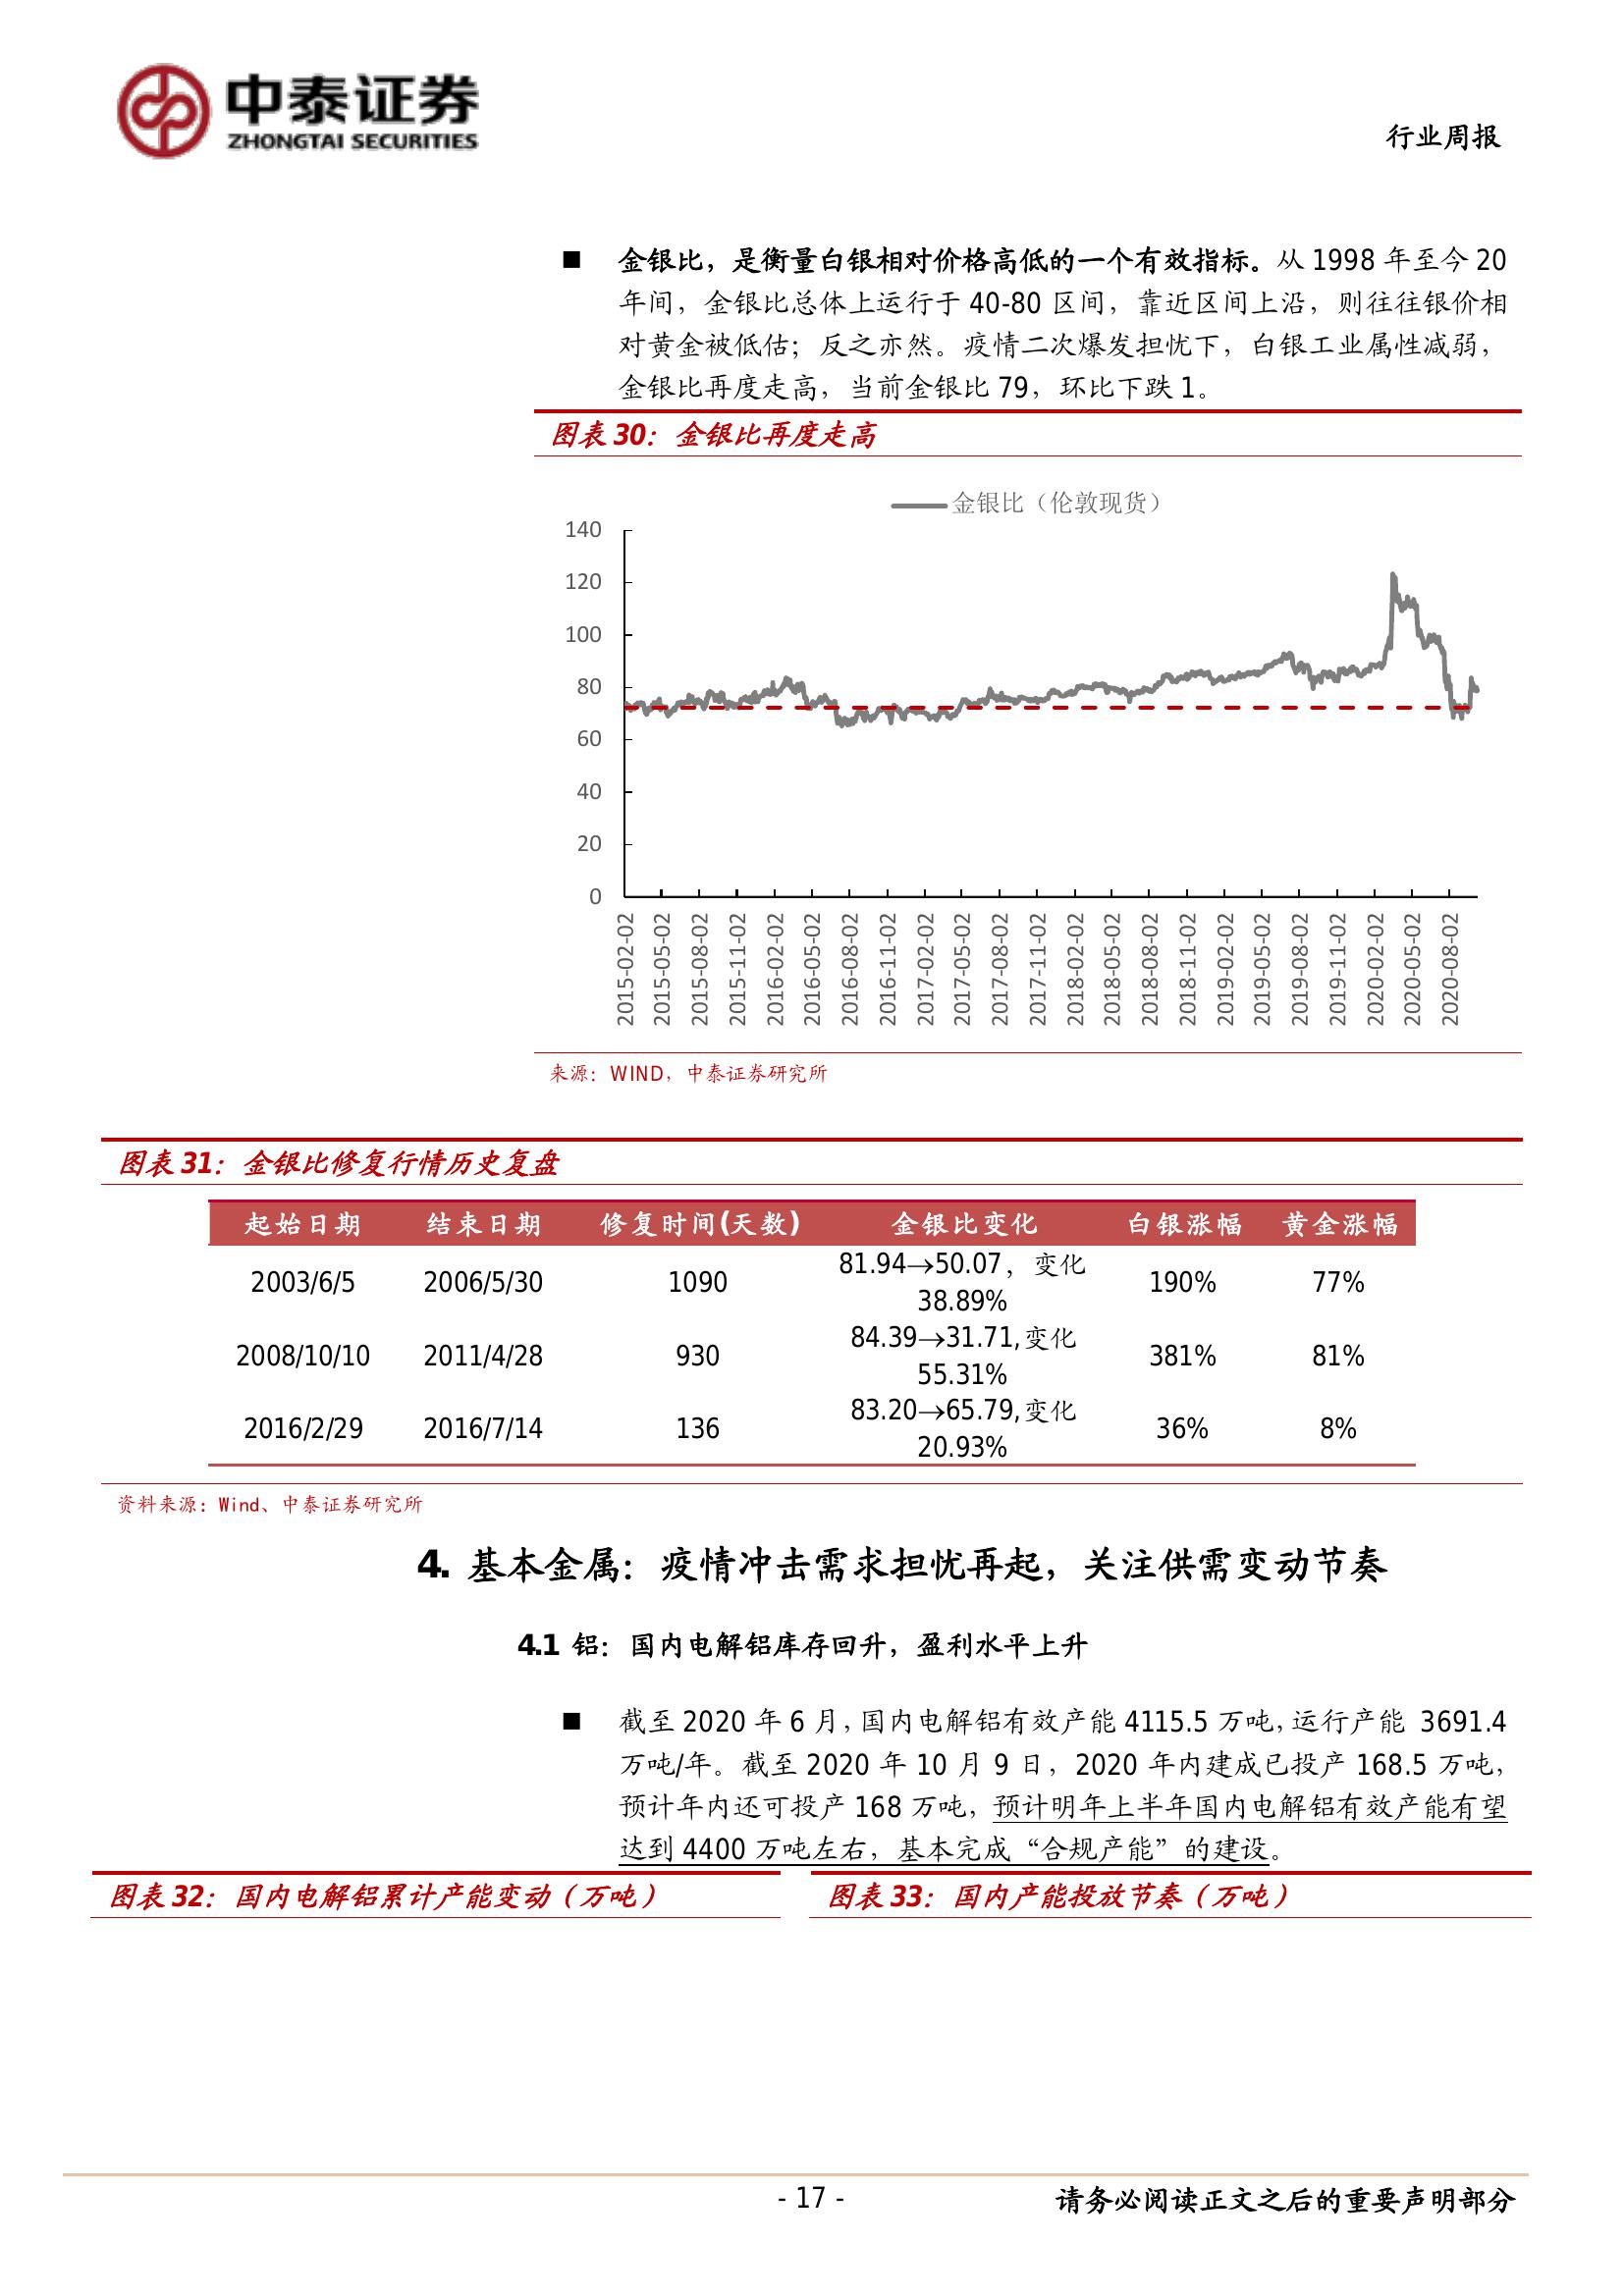 中泰证券
ZHONGTAI SECURITIES
行业周报
■ 金银比，是衡量白银相对价格高低的一个有效指标。从 1998 年至今 20
年间，金银比总体上运行于 40-80 区间，靠近区间上沿，则往往银价相
对黄金被低估；反之亦然。疫情二次爆发担忧下，白银工业属性减弱，
金银比再度走高，当前金银比 79，环比下跌 1。
图表 30：金银比再度走高
金银比（伦敦现货）
140
120
100
80
60
40
20
0
2015-02-02
2015-05-02
2015-08-02
2015-11-02
2016-02-02
2016-05-02
2016-08-02
2016-11-02
2017-02-02
2017-05-02
2017-08-02
2017-11-02
2018-02-02
2018-05-02
2018-08-02
2018-11-02
2019-02-02
2019-05-02
2019-08-02
2019-11-02
2020-02-02
2020-05-02
2020-08-02
来源：WIND，中泰证券研究所
图表 31：金银比修复行情历史复盘
起始日期 结束日期 修复时间(天数) 金银比变化 白银涨幅 黄金涨幅
2003/6/5 2006/5/30 1090 81.94→50.07，变化 190% 77%
38.89%
2008/10/10 2011/4/28 930 84.39→31.71,变化 381% 81%
55.31%
2016/2/29 2016/7/14 136 83.20→65.79,变化 36% 8%
20.93%
资料来源：Wind、中泰证券研究所
4. 基本金属：疫情冲击需求担忧再起，关注供需变动节奏
4.1 铝：国内电解铝库存回升，盈利水平上升
■ 截至 2020 年 6 月，国内电解铝有效产能 4115.5 万吨，运行产能 3691.4
万吨/年。截至 2020 年 10 月 9 日，2020 年内建成已投产 168.5 万吨，
预计年内还可投产 168 万吨，预计明年上半年国内电解铝有效产能有望
达到 4400 万吨左右，基本完成“合规产能”的建设。
图表 32：国内电解铝累计产能变动（万吨）
图表 33：国内产能投放节奏（万吨）
- 17 -
请务必阅读正文之后的重要声明部分